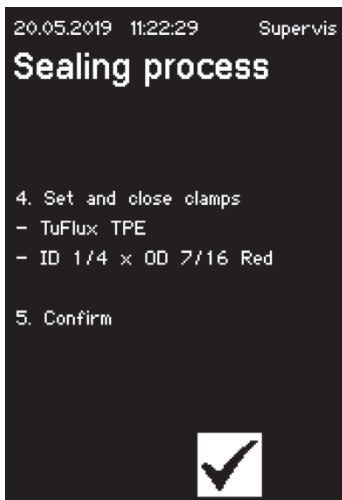 20.05.2019 11:22:29 Supervis
Sealing process
4. Set and close clamps
- TuFlux TPE
- ID 1/4 x OD 7/16 Red
5. Confirm